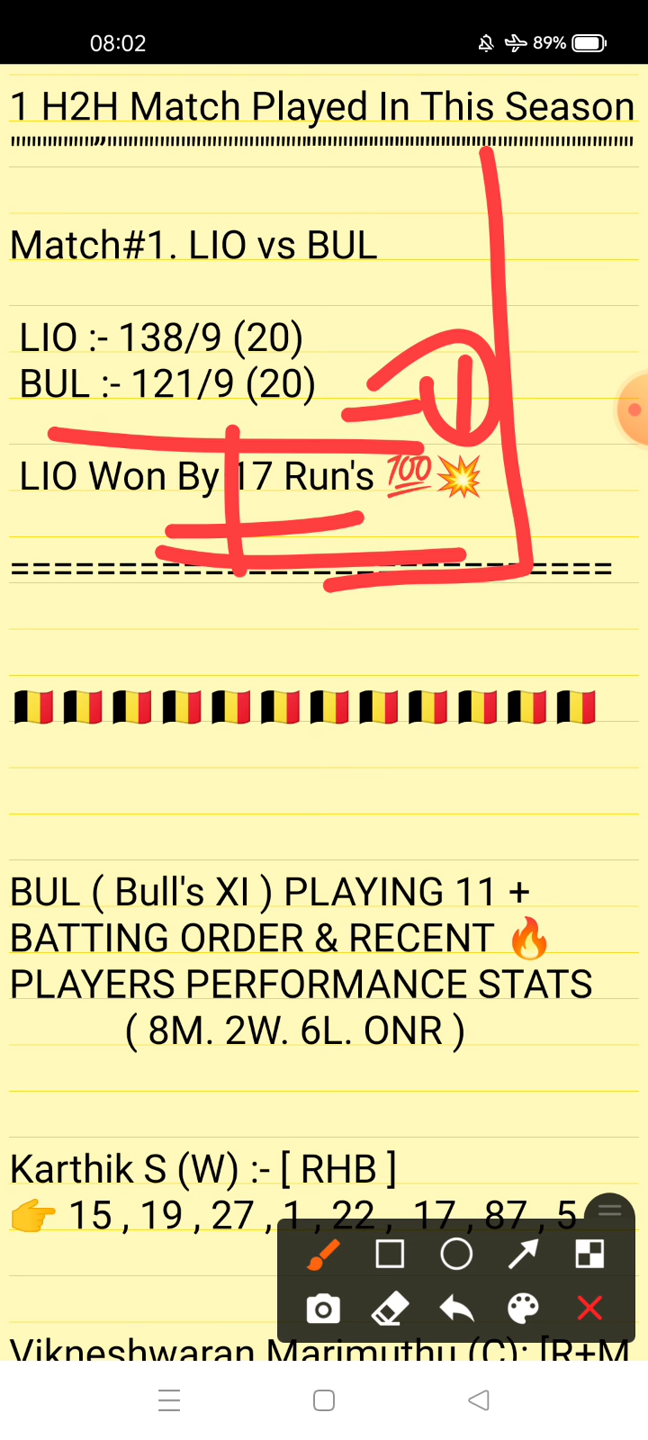 08:02
89%
1 H2H Match Played In This Season
Match#1. LIO vs BUL
LIO :- 138/9 (20)
BUL :- 121/9 (20)
LIO Won By 17 Run's 💯💥
==============================
🇧🇪🇧🇪🇧🇪🇧🇪🇧🇪🇧🇪🇧🇪🇧🇪🇧🇪🇧🇪🇧🇪🇧🇪
BUL ( Bull's XI ) PLAYING 11 +
BATTING ORDER & RECENT 🔥
PLAYERS PERFORMANCE STATS
( 8M. 2W. 6L. 0NR )
Karthik S (W) :- [ RHB ]
👉 15 , 19 , 27 , 1 , 22 , 17 , 87 , 5
Vikneshwaran Marimuthu (C): [R+M